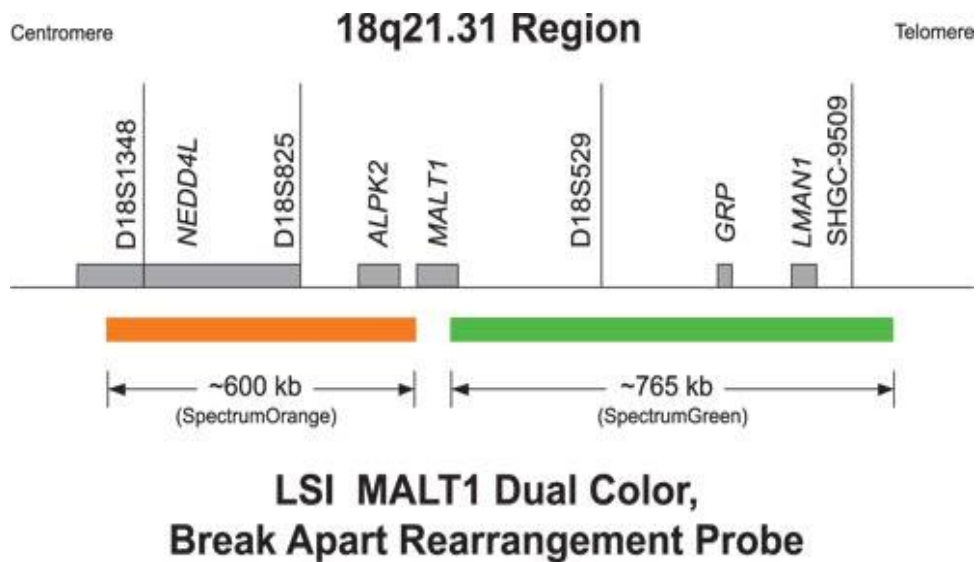 18q21.31 Region
Centromere
Telomere
D18S1348
NEDD4L
D18S825
ALPK2
MALT1
D18S529
GRP
LMAN1
SHGC-9509
~600 kb
(SpectrumOrange)
~765 kb
(SpectrumGreen)
LSI MALT1 Dual Color,
Break Apart Rearrangement Probe